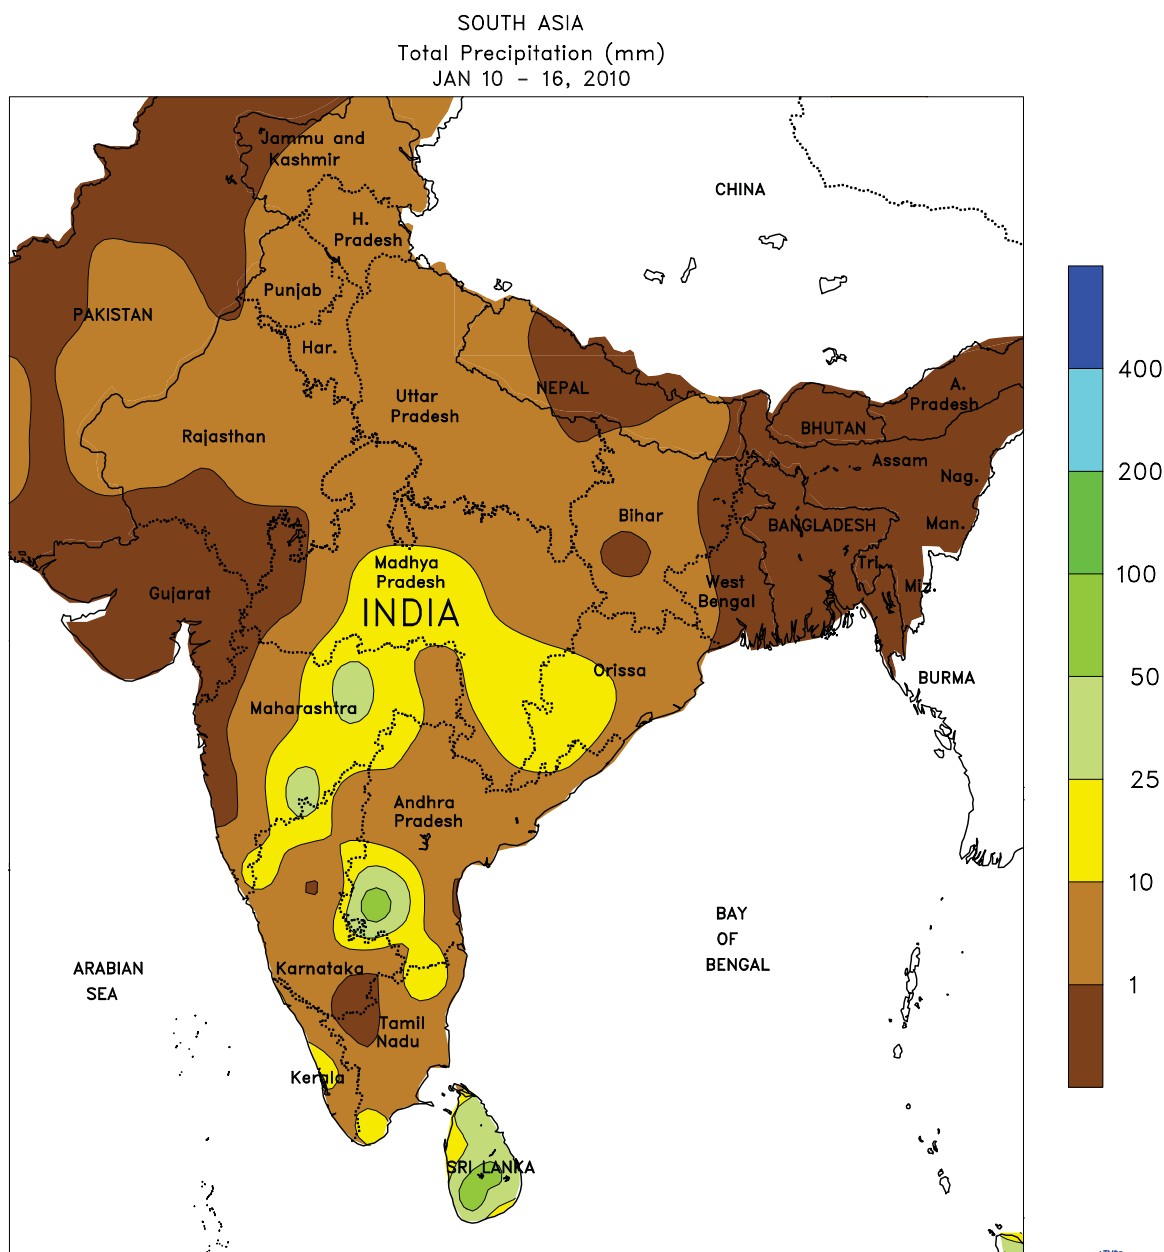 SOUTH ASIA
Total Precipitation (mm)
JAN 10 - 16, 2010
Jammu and
Kashmir
CHINA
H.
Pradesh
Punjab
PAKISTAN
Har.
400
NEPAL
A.
Pradesh
Uttar
Pradesh
BHUTAN
Rajasthan
Assam
Nag.
200
Bihar
BANGLADESH
Man.
Madhya
Pradesh
Tri.
100
Gujarat
West
Bengal
Miz.
INDIA
Orissa
BURMA
50
Maharashtra
25
Andhra
Pradesh
10
BAY
OF
BENGAL
ARABIAN
SEA
Karnataka
1
Tamil
Nadu
Kerala
SRI LANKA